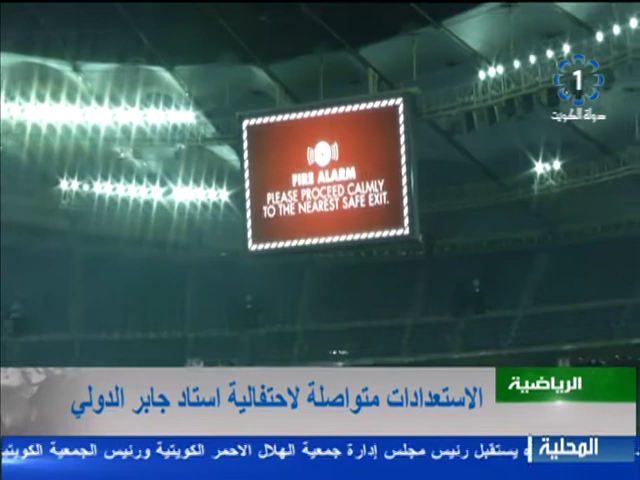 1
دولة الكويت
FIRE ALARM
PLEASE PROCEED CALMLY
TO THE NEAREST SAFE EXIT.
الرياضية
الاستعدادات متواصلة لاحتفالية استاد جابر الدولي
المحلية
يستقبل رئيس مجلس إدارة جمعية الهلال الاحمر الكويتية ورئيس الجمعية الكويتي